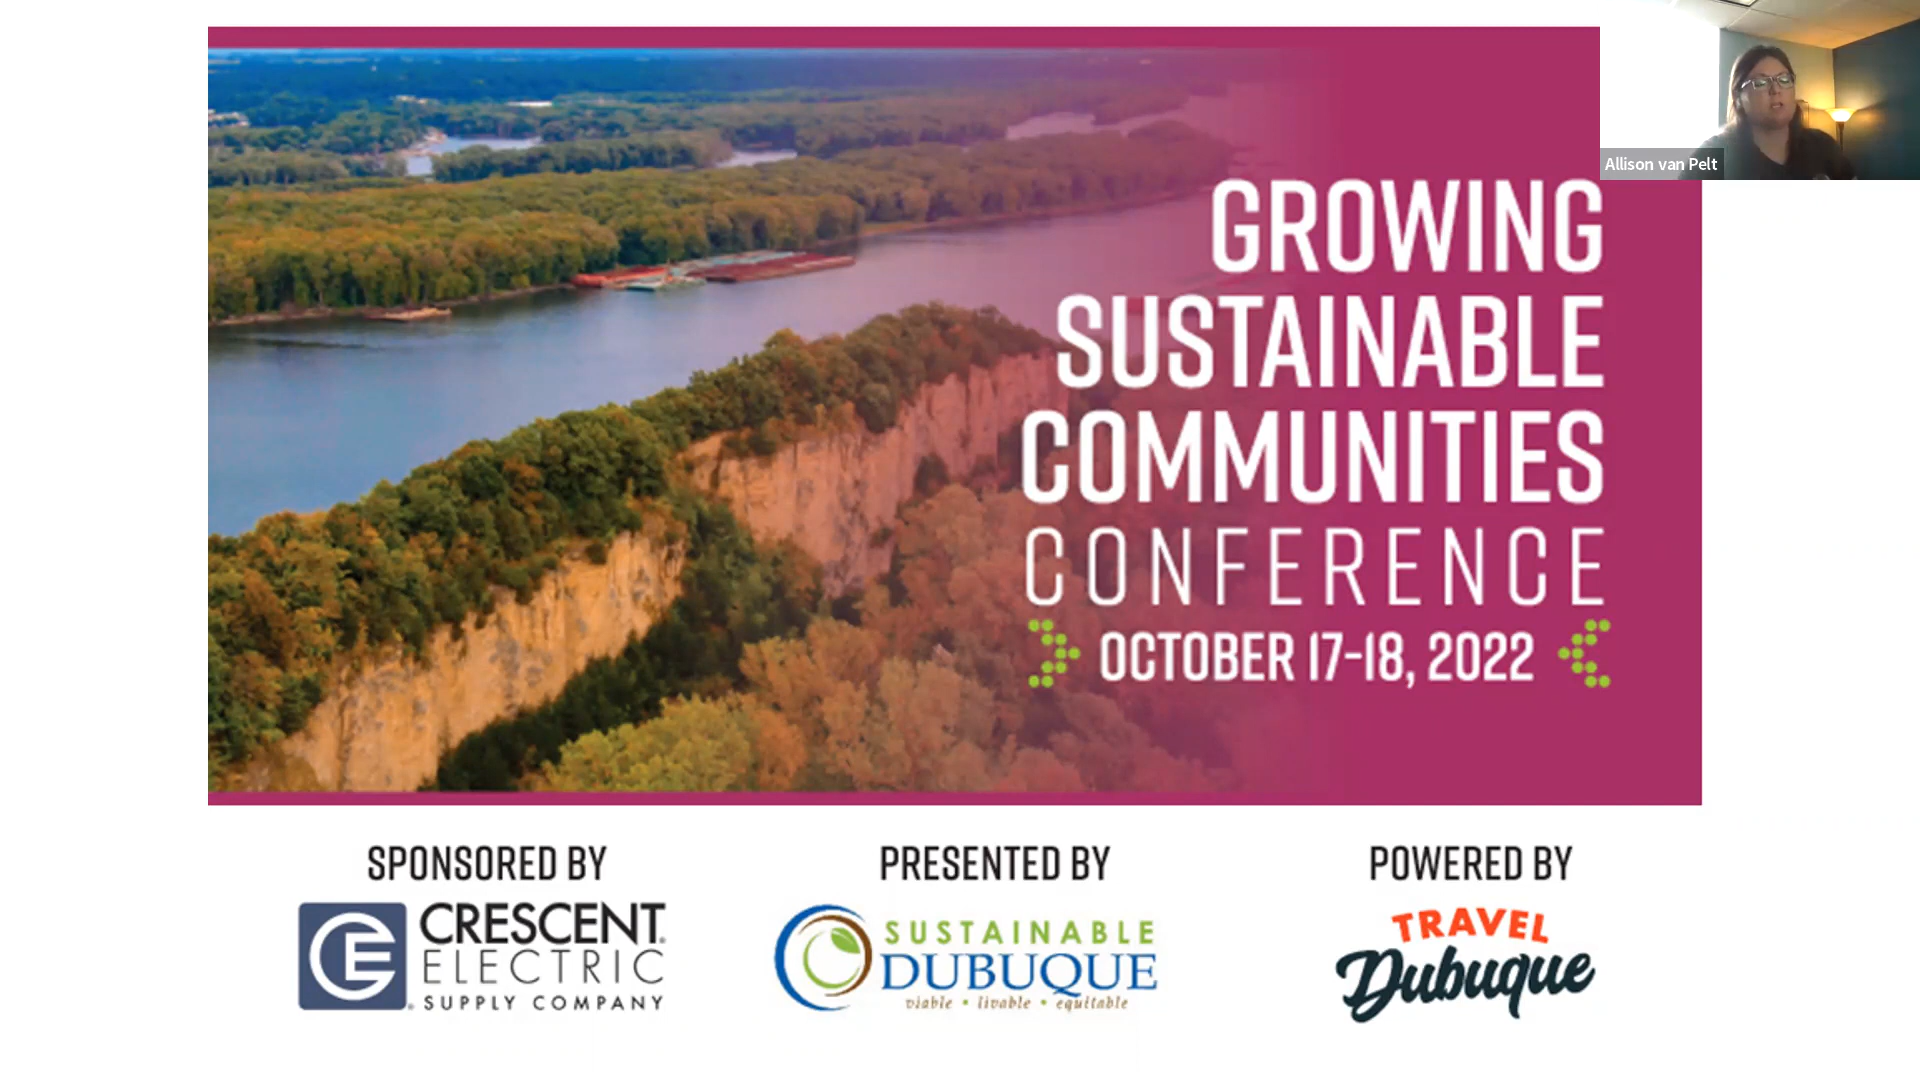 Allison van Pelt
GROWING
SUSTAINABLE
COMMUNITIES
CONFERENCE
OCTOBER 17-18, 2022
SPONSORED BY
CRESCENT
ELECTRIC
SUPPLY COMPANY
PRESENTED BY
SUSTAINABLE
DUBUQUE
viable • livable • equitable
POWERED BY
TRAVEL
Dubuque